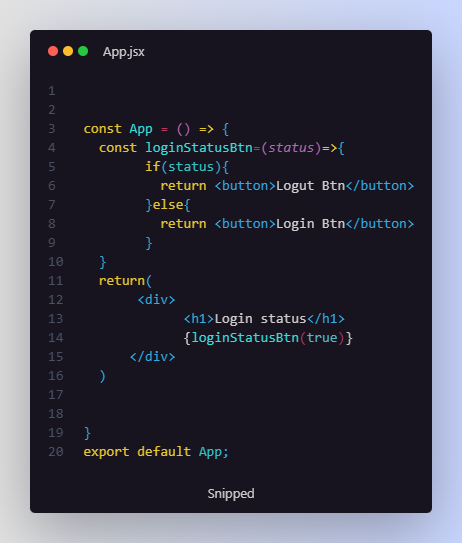 App.jsx
1
2
3 const App = () => {
4 const loginStatusBtn=(status)=>{
5 if(status){
6 return <button>Logut Btn</button>
7 }else{
8 return <button>Login Btn</button>
9 }
10 }
11 return(
12 <div>
13 <h1>Login status</h1>
14 {loginStatusBtn(true)}
15 </div>
16 )
17
18
19 }
20 export default App;
Snipped